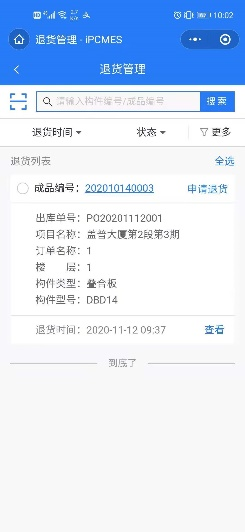 10:02
退货管理 - iPCMES
退货管理
请输入构件编号/成品编号
搜索
退货时间
状态
更多
退货列表
全选
成品编号：202010140003
申请退货
出库单号：PO20201112001
项目名称：盖普大厦第2段第3期
订单名称：1
楼 层：1
构件类型：叠合板
构件型号：DBD14
退货时间：2020-11-12 09:37
查看
到底了